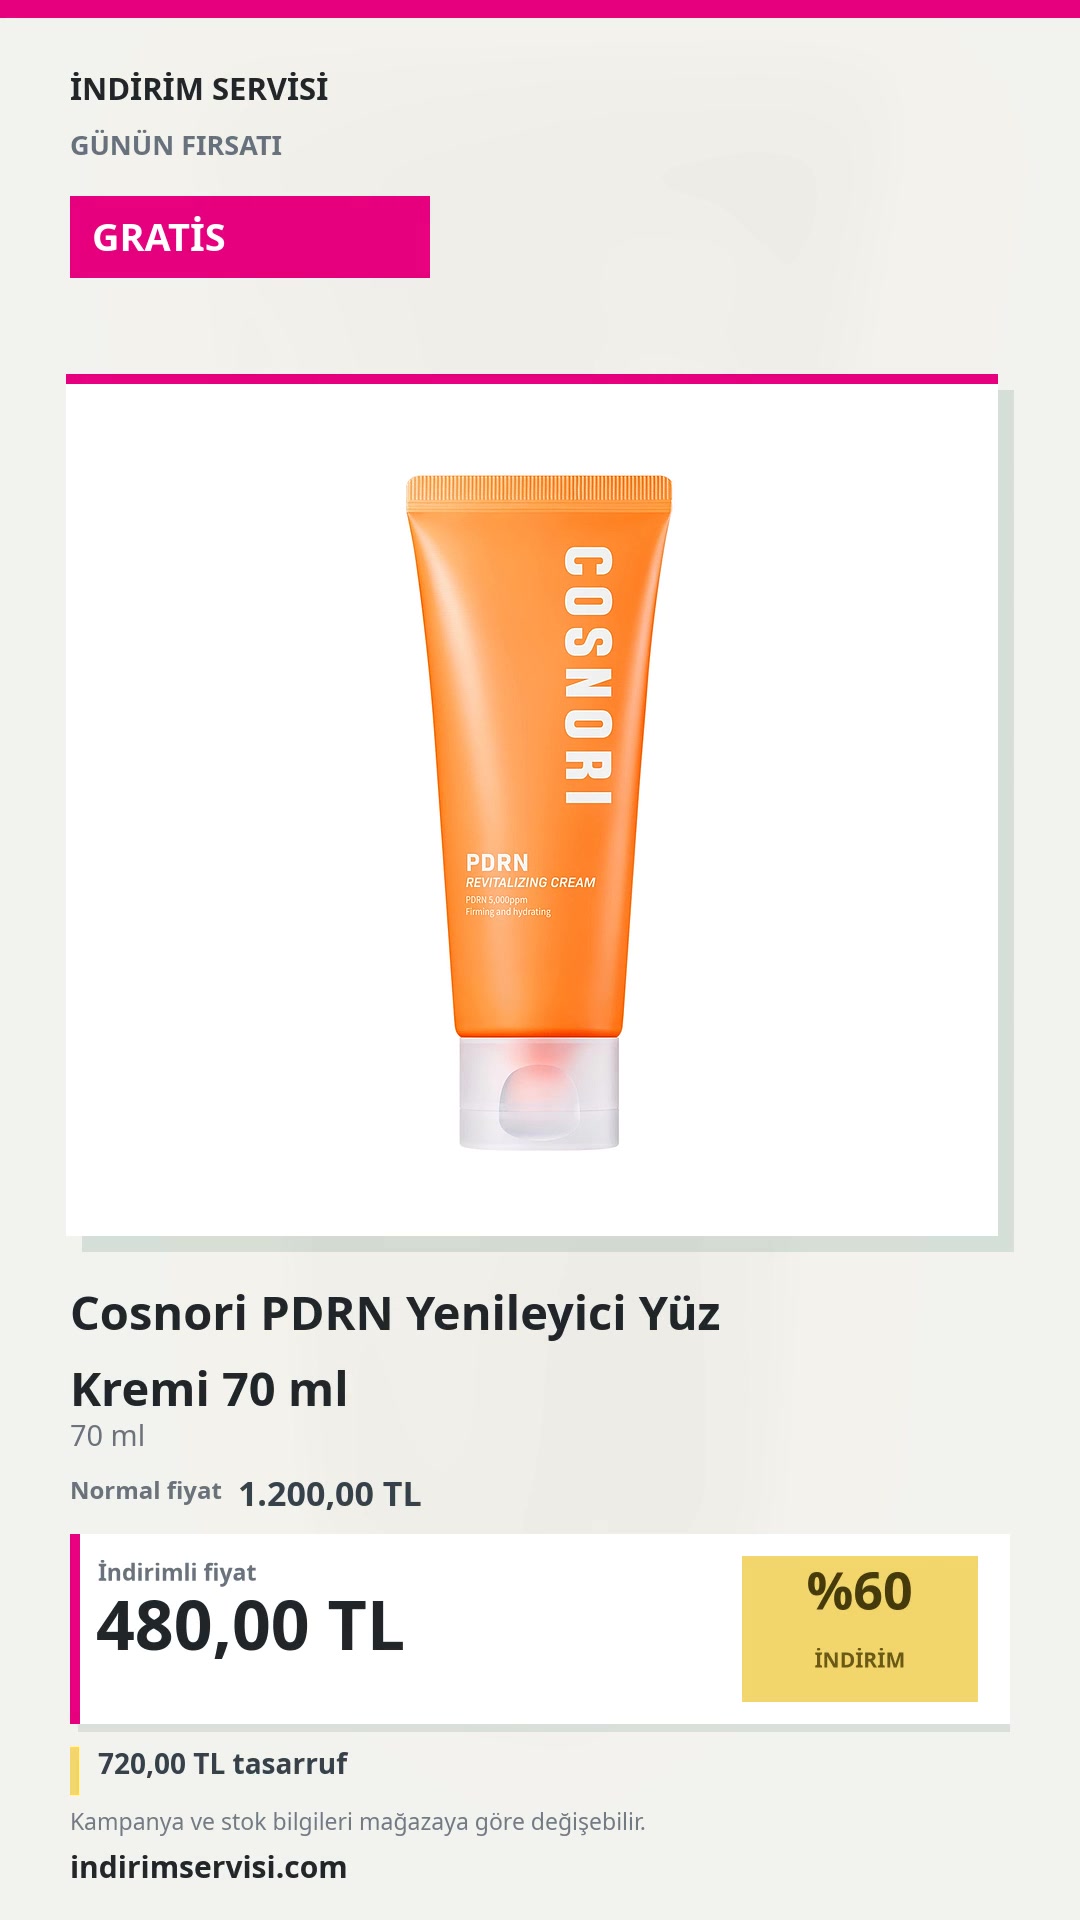 İNDİRİM SERVİSİ
GÜNÜN FIRSATI
GRATİS
COSNORI
PDRN
REVITALIZING CREAM
PDRN 5,000ppm
Firming and hydrating
Cosnori PDRN Yenileyici Yüz
Kremi 70 ml
70 ml
Normal fiyat 1.200,00 TL
İndirimli fiyat
480,00 TL
%60
İNDİRİM
720,00 TL tasarruf
Kampanya ve stok bilgileri mağazaya göre değişebilir.
indirimservisi.com